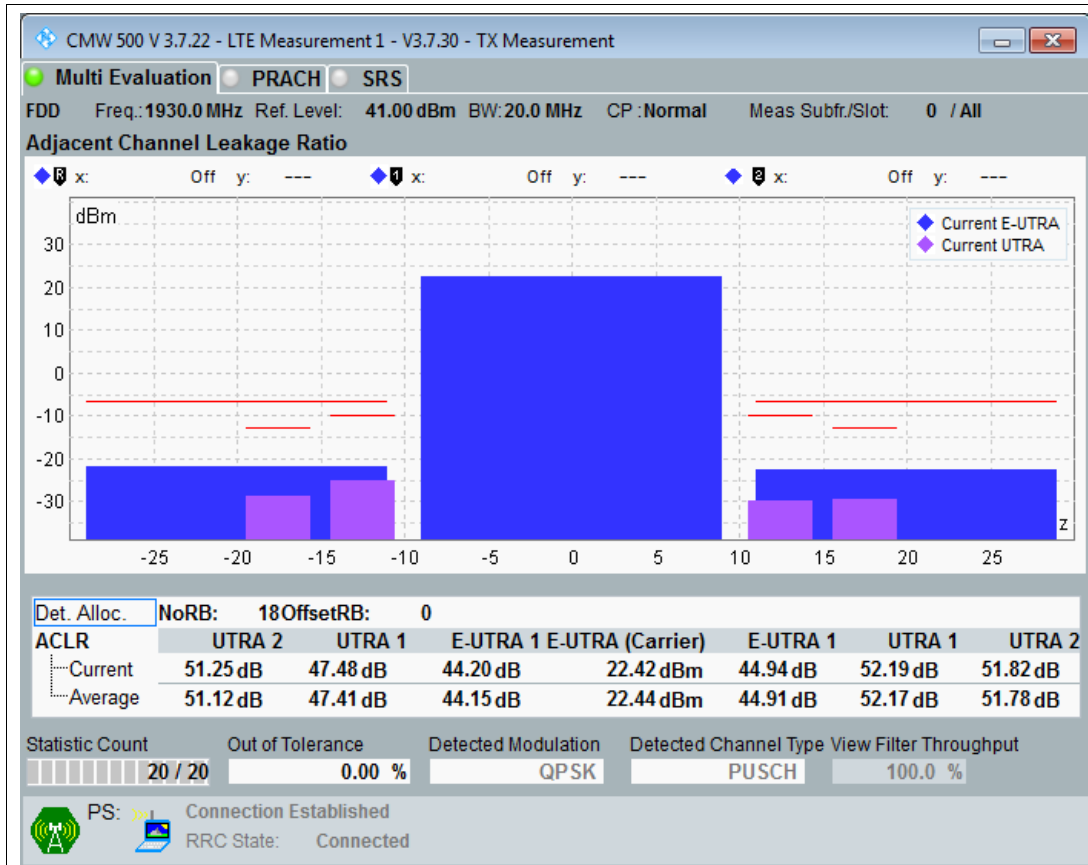 CMW 500 V 3.7.22 - LTE Measurement 1 - V3.7.30 - TX Measurement
Multi Evaluation PRACH SRS
FDD Freq.: 1930.0 MHz Ref. Level: 41.00 dBm BW: 20.0 MHz CP : Normal Meas Subfr./Slot: 0 / All
Adjacent Channel Leakage Ratio
R x: Off y: --- 1 x: Off y: --- 2 x: Off y: ---
dBm
Current E-UTRA
Current UTRA
30
20
10
0
-10
-20
-30
z
-25 -20 -15 -10 -5 0 5 10 15 20 25
Det. Alloc. NoRB: 18 OffsetRB: 0
ACLR UTRA 2 UTRA 1 E-UTRA 1 E-UTRA (Carrier) E-UTRA 1 UTRA 1 UTRA 2
Current 51.25 dB 47.48 dB 44.20 dB 22.42 dBm 44.94 dB 52.19 dB 51.82 dB
Average 51.12 dB 47.41 dB 44.15 dB 22.44 dBm 44.91 dB 52.17 dB 51.78 dB
Statistic Count Out of Tolerance Detected Modulation Detected Channel Type View Filter Throughput
20 / 20 0.00 % QPSK PUSCH 100.0 %
PS: Connection Established
RRC State: Connected